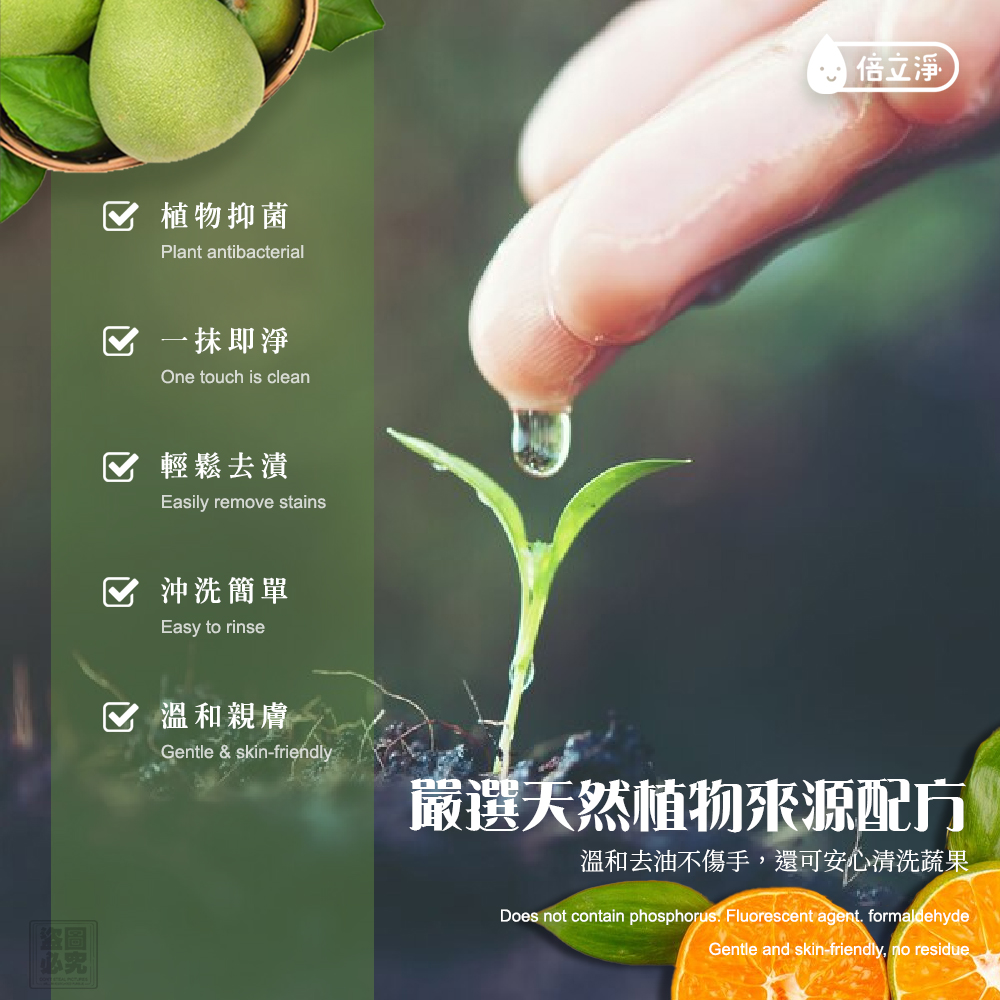 倍立淨
植物抑菌
Plant antibacterial
一抹即淨
One touch is clean
輕鬆去漬
Easily remove stains
沖洗簡單
Easy to rinse
溫和親膚
Gentle & skin-friendly
嚴選天然植物來源配方
溫和去油不傷手，還可安心清洗蔬果
Does not contain phosphorus. Fluorescent agent. formaldehyde
Gentle and skin-friendly, no residue
盜圖
必究